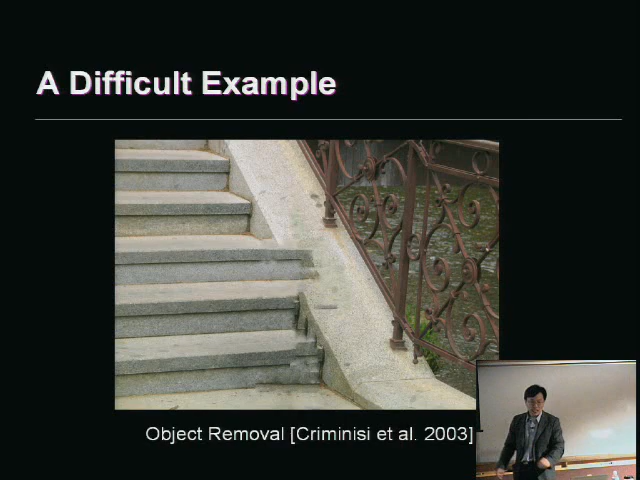 A Difficult Example
Object Removal [Criminisi et al. 2003]